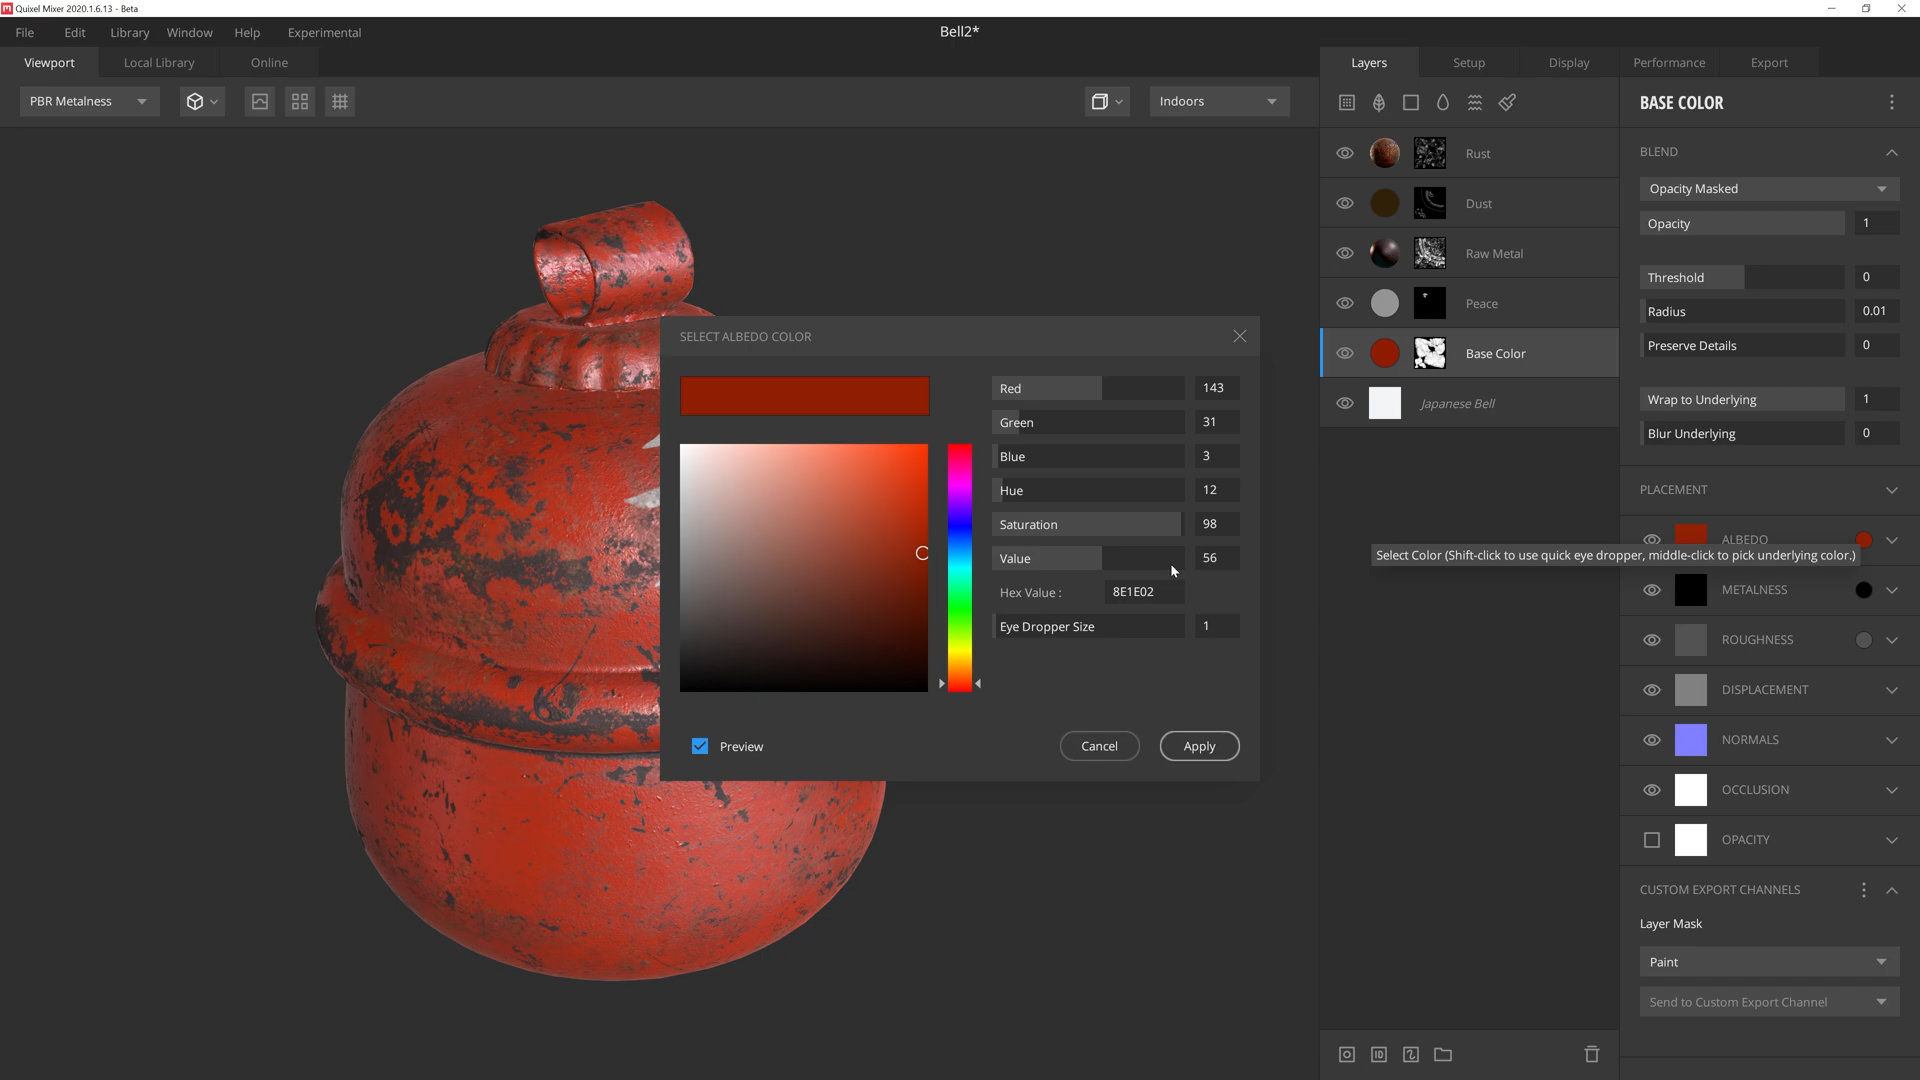 Quixel Mixer 2020.1.6.13 - Beta
File Edit Library Window Help Experimental
Bell2*
Viewport Local Library Online
Layers Setup Display Performance Export
PBR Metalness
Indoors
BASE COLOR
BLEND
Opacity Masked
Opacity 1
Threshold 0
Radius 0.01
Preserve Details 0
Wrap to Underlying 1
Blur Underlying 0
PLACEMENT
Rust
Dust
Raw Metal
Peace
Base Color
Japanese Bell
SELECT ALBEDO COLOR
Red 143
Green 31
Blue 3
Hue 12
Saturation 98
Value 56
Hex Value : 8E1E02
Eye Dropper Size 1
Preview
Cancel
Apply
ALBEDO
Select Color (Shift-click to use quick eye dropper, middle-click to pick underlying color.)
METALNESS
ROUGHNESS
DISPLACEMENT
NORMALS
OCCLUSION
OPACITY
CUSTOM EXPORT CHANNELS
Layer Mask
Paint
Send to Custom Export Channel
ID